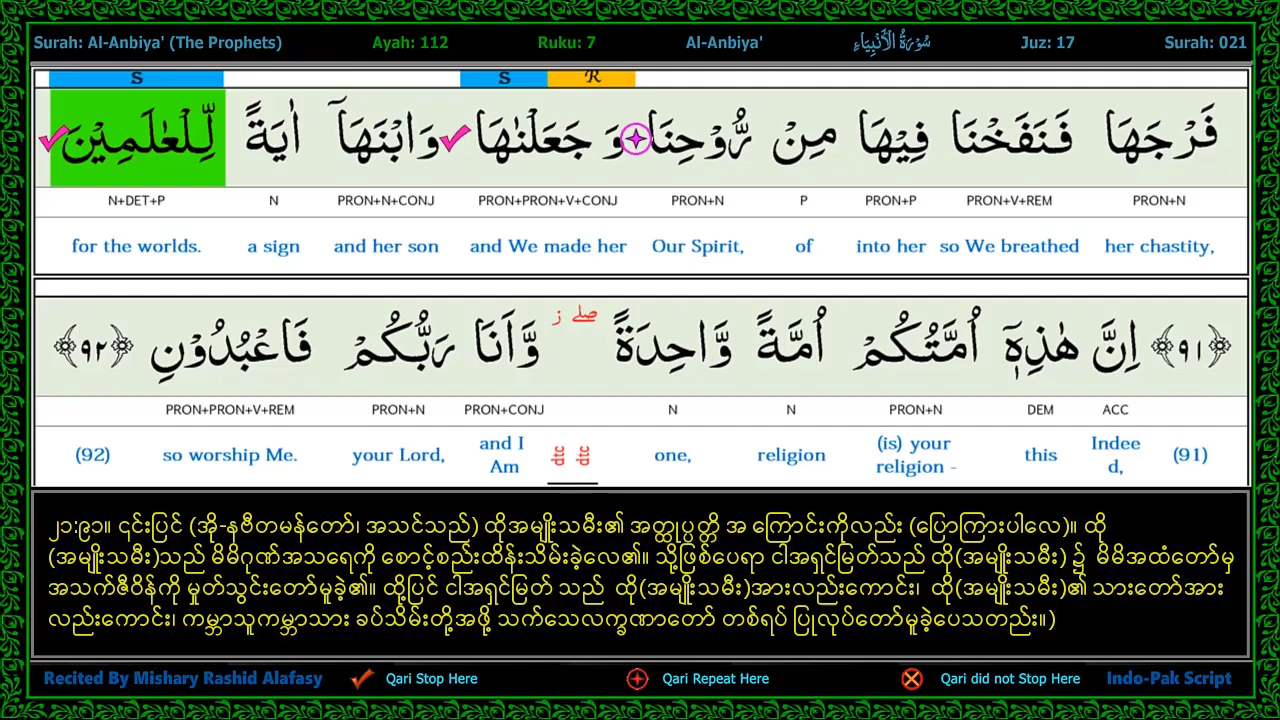 Surah: Al-Anbiya' (The Prophets) Ayah: 112 Ruku: 7 Al-Anbiya' سُوْرَةُ الْأَنْبِيَاءِ Juz: 17 Surah: 021
S S R
فَرْجَهَا فَنَفَخْنَا فِيْهَا مِنْ رُّوْحِنَا وَ جَعَلْنٰهَا وَابْنَهَاۤ اٰيَةً لِّلْعٰلَمِيْنَ
N+DET+P N PRON+N+CONJ PRON+PRON+V+CONJ PRON+N P PRON+P PRON+V+REM PRON+N
for the worlds. a sign and her son and We made her Our Spirit, of into her so We breathed her chastity,
﴿٩١﴾ اِنَّ هٰذِهٖۤ اُمَّتُكُمْ اُمَّةً وَّاحِدَةً ۖ ز وَّاَنَا رَبُّكُمْ فَاعْبُدُوْنِ ﴿٩٢﴾
PRON+PRON+V+REM PRON+N PRON+CONJ N N PRON+N DEM ACC
(92) so worship Me. your Lord, and I Am one, religion (is) your religion - this Indeed, (91)
၂၁:၉၁။ ၎င်းပြင် (အို-နဗီတမန်တော်၊ အသင်သည်) ထိုအမျိုးသမီး၏ အတ္ထုပ္ပတ္တိ အ ကြောင်းကိုလည်း (ပြောကြားပါလေ)။ ထို
(အမျိုးသမီး)သည် မိမိဂုဏ်အသရေကို စောင့်စည်းထိန်းသိမ်းခဲ့လေ၏။ သို့ဖြစ်ပေရာ ငါအရှင်မြတ်သည် ထို(အမျိုးသမီး) ၌ မိမိအထံတော်မှ
အသက်ဇီပိန်ကို မှုတ်သွင်းတော်မူခဲ့၏။ ထို့ပြင် ငါအရှင်မြတ် သည် ထို(အမျိုးသမီး)အားလည်းကောင်း၊ ထို(အမျိုးသမီး)၏ သားတော်အား
လည်းကောင်း၊ ကမ္ဘာသူကမ္ဘာသား ခပ်သိမ်းတို့အဖို့ သက်သေလက္ခဏာတော် တစ်ရပ် ပြုလုပ်တော်မူခဲ့ပေသတည်း။)
Recited By Mishary Rashid Alafasy Qari Stop Here Qari Repeat Here Qari did not Stop Here Indo-Pak Script